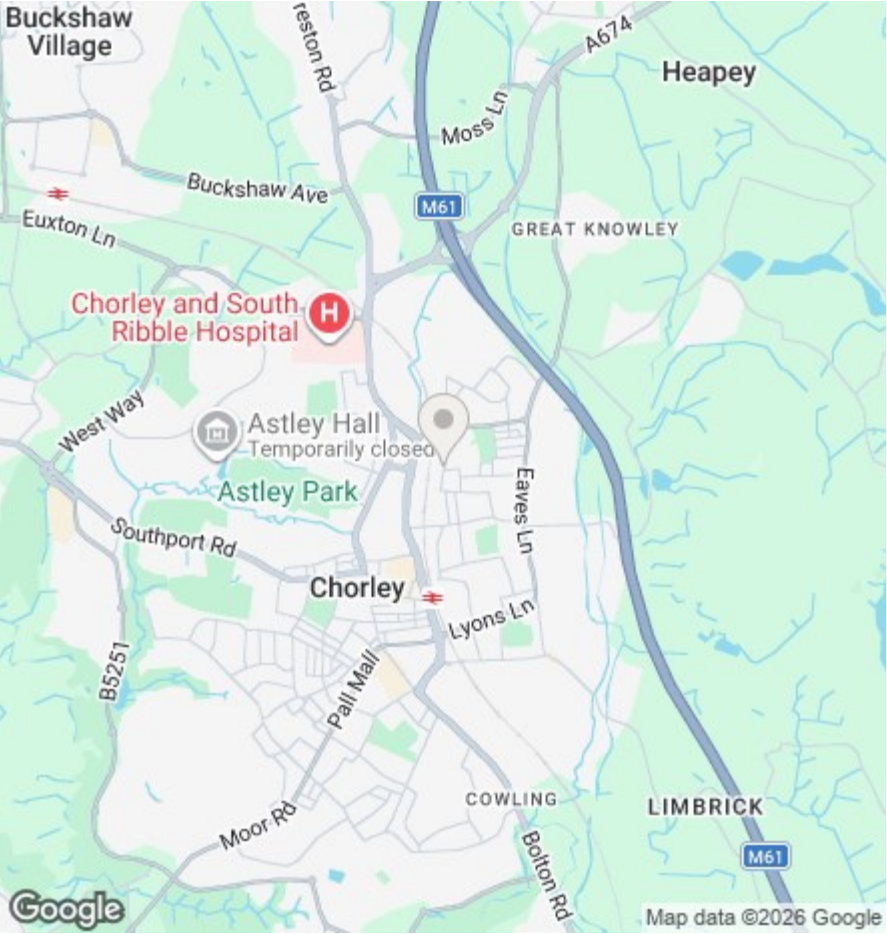 Buckshaw
Village
reston Rd
A674
Heapey
Moss Ln
Buckshaw Ave
M61
Euxton Ln
GREAT KNOWLEY
Chorley and South
Ribble Hospital
H
West Way
Astley Hall
Temporarily closed
Astley Park
Eaves Ln
Southport Rd
Chorley
Lyons Ln
B5251
Pall Mall
COWLING
LIMBRICK
Moor Rd
Bolton Rd
M61
Google
Map data ©2026 Google